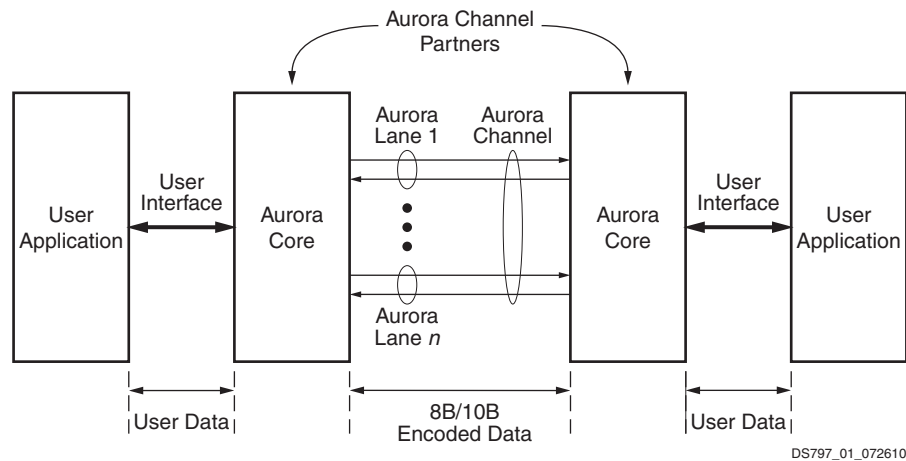 Aurora Channel
Partners
Aurora
Lane 1
Aurora
Channel
User
Interface
User
Interface
User
Application
Aurora
Core
Aurora
Core
User
Application
Aurora
Lane n
User Data
8B/10B
Encoded Data
User Data
DS797_01_072610